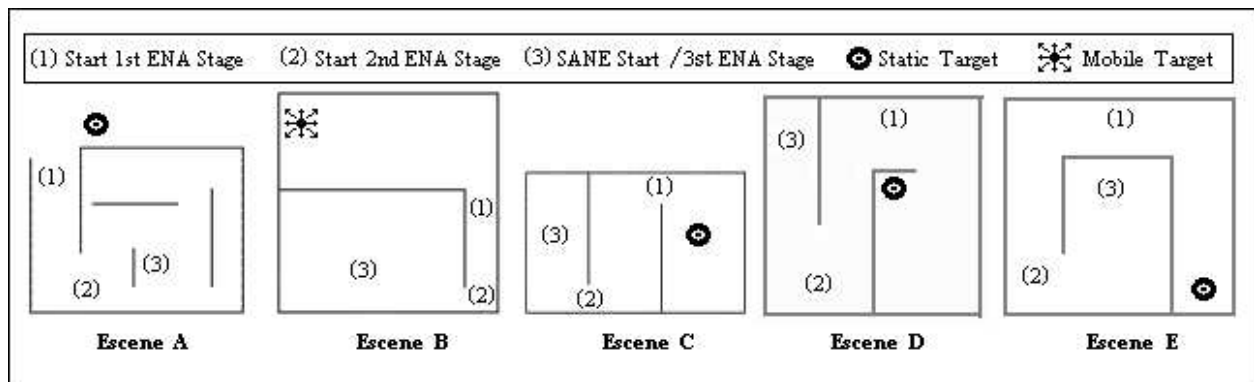 (1) Start 1st ENA Stage (2) Start 2nd ENA Stage (3) SANE Start /3st ENA Stage Static Target Mobile Target
(1) (2) (3)
(1) (2) (3)
(1) (2) (3)
(1) (2) (3)
(1) (2) (3)
Escene A Escene B Escene C Escene D Escene E